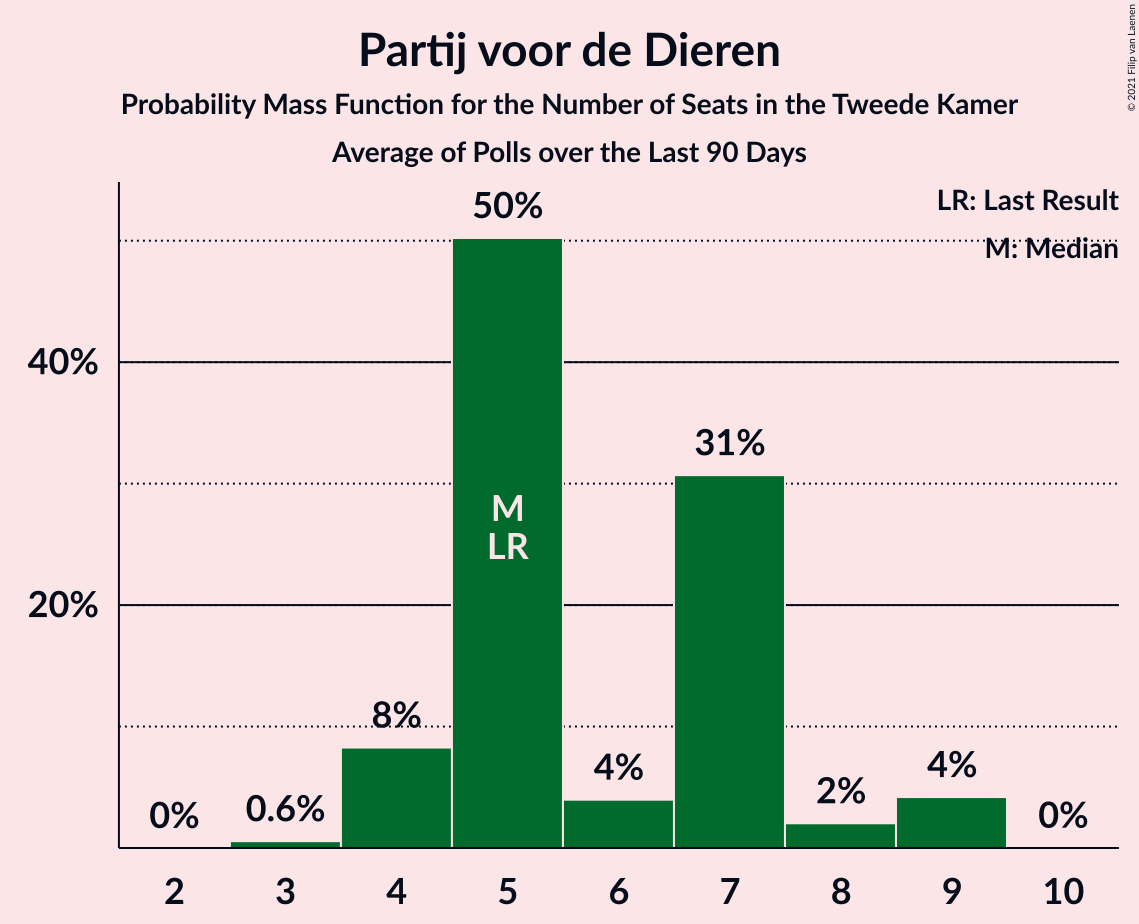 Partij voor de Dieren
Probability Mass Function for the Number of Seats in the Tweede Kamer
Average of Polls over the Last 90 Days
© 2021 Filip van Laenen
LR: Last Result
M: Median
50%
40%
31%
M
LR
20%
8%
4%
4%
2%
0.6%
0%
0%
2 3 4 5 6 7 8 9 10